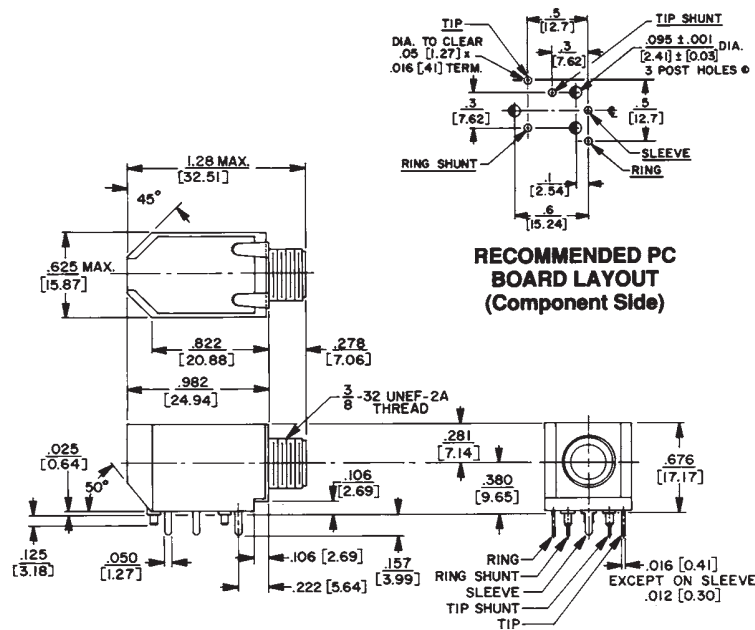 .5
[12.7]
TIP SHUNT
TIP
DIA. TO CLEAR
.05 [1.27] x
.016 [.41] TERM.
.3
[7.62]
.095 ±.001 DIA.
[2.41] ± [0.03]
3 POST HOLES
.3
[7.62]
.5
[12.7]
SLEEVE
RING SHUNT
RING
.1
[2.54]
.6
[15.24]
RECOMMENDED PC
BOARD LAYOUT
(Component Side)
1.28 MAX.
[32.51]
45°
.625 MAX.
[15.87]
.822
[20.88]
.278
[7.06]
.982
[24.94]
3/8 -32 UNEF-2A
THREAD
.025
[0.64]
50°
.281
[7.14]
.106
[2.69]
.380
[9.65]
.676
[17.17]
.125
[3.18]
.050
[1.27]
.106 [2.69]
.222 [5.64]
.157
[3.99]
RING
RING SHUNT
SLEEVE
TIP SHUNT
TIP
.016 [0.41]
EXCEPT ON SLEEVE
.012 [0.30]